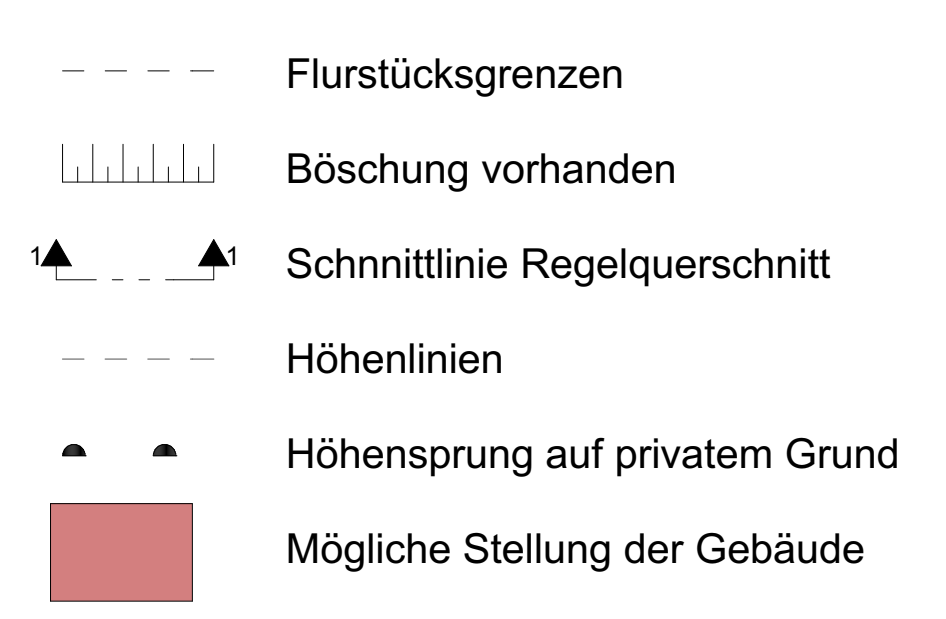 Flurstücksgrenzen
Böschung vorhanden
1 1 Schnnittlinie Regelquerschnitt
Höhenlinien
Höhensprung auf privatem Grund
Mögliche Stellung der Gebäude